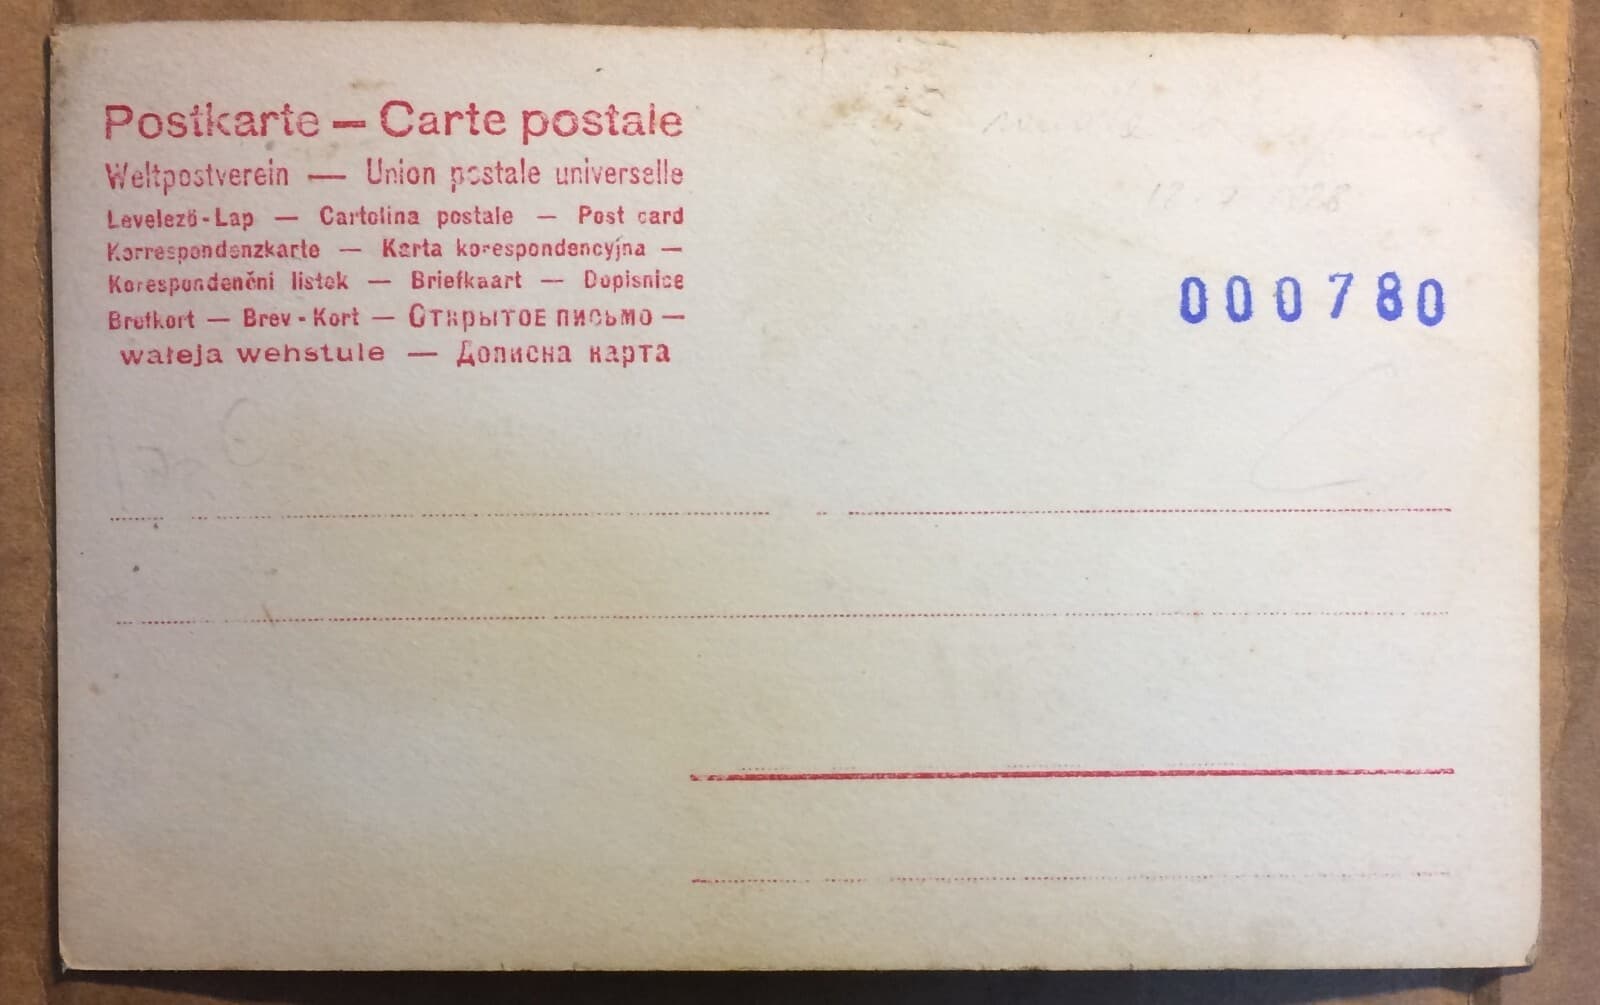 Postkarte — Carte postale
Weltpostverein — Union postale universelle
Levelező-Lap — Cartolina postale — Post card
Korrespondenzkarte — Karta korespondencyjna —
Korespondenční listek — Briefkaart — Dopisnice
Brefkort — Brev-Kort — Открытое письмо —
wałeja wehstule — Дописна карта
000780